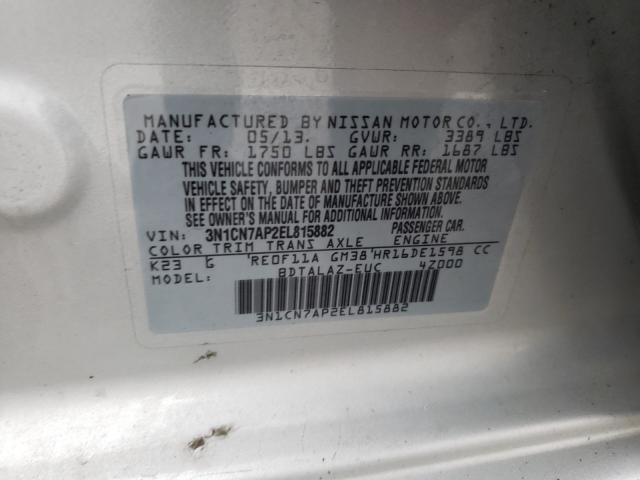 MANUFACTURED BY NISSAN MOTOR CO., LTD.
DATE: 05/13. GVWR: 3389 LBS
GAWR FR: 1750 LBS GAWR RR: 1687 LBS
THIS VEHICLE CONFORMS TO ALL APPLICABLE FEDERAL MOTOR
VEHICLE SAFETY, BUMPER AND THEFT PREVENTION STANDARDS
IN EFFECT ON THE DATE OF MANUFACTURE SHOWN ABOVE.
SEE OWNER'S MANUAL FOR ADDITIONAL INFORMATION.
VIN: 3N1CN7AP2EL815882 PASSENGER CAR.
COLOR TRIM TRANS AXLE ENGINE
K23 G 'RE0F11A GM38 'HR16DE1598 CC
MODEL: BDTALAZ-EUC 4Z000
3N1CN7AP2EL815882